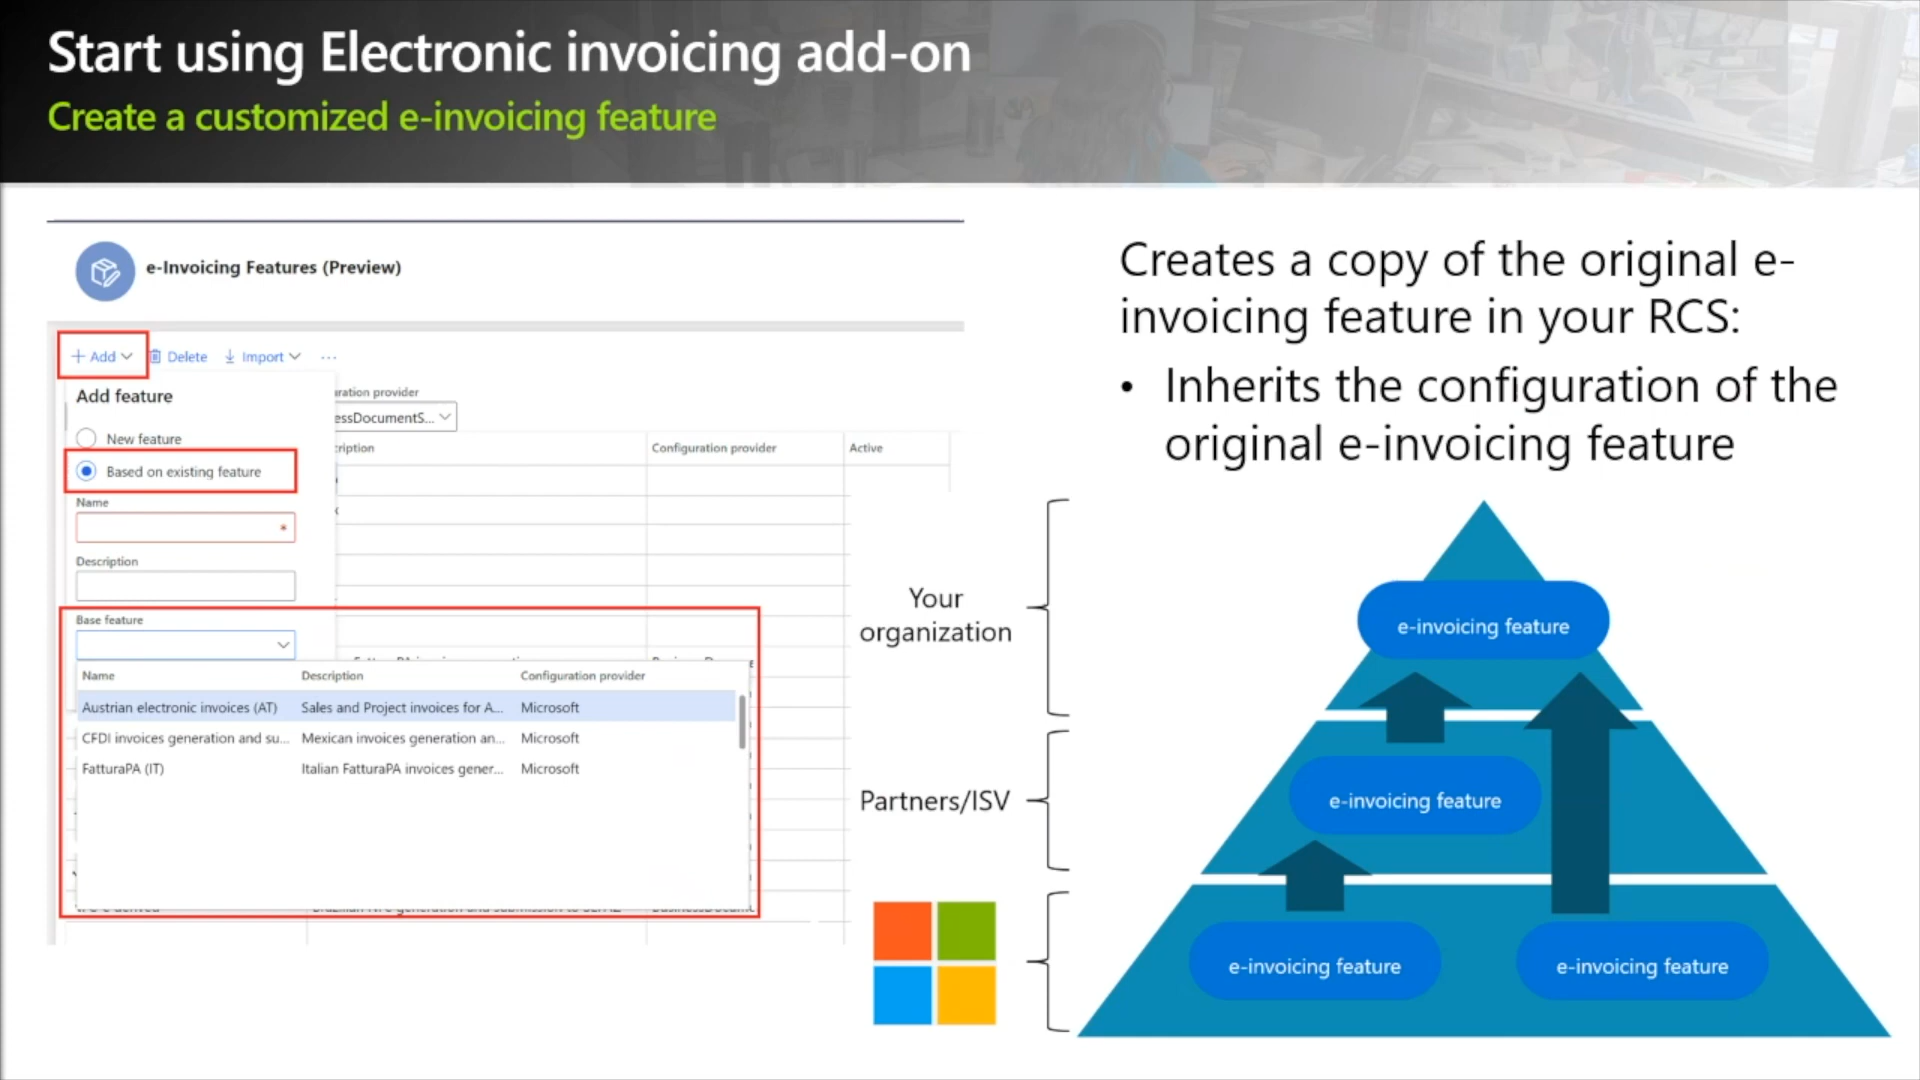 Start using Electronic invoicing add-on
Create a customized e-invoicing feature
e-Invoicing Features (Preview)
Add
Delete
Import
...
Add feature
New feature
Based on existing feature
Name
*
Description
Base feature
ration provider
essDocumentS...
ription
Configuration provider
Active
Name
Description
Configuration provider
Austrian electronic invoices (AT)
Sales and Project invoices for A...
Microsoft
CFDI invoices generation and su...
Mexican invoices generation an...
Microsoft
FatturaPA (IT)
Italian FatturaPA invoices gener...
Microsoft
Creates a copy of the original e-
invoicing feature in your RCS:
• Inherits the configuration of the
original e-invoicing feature
Your
organization
Partners/ISV
e-invoicing feature
e-invoicing feature
e-invoicing feature
e-invoicing feature